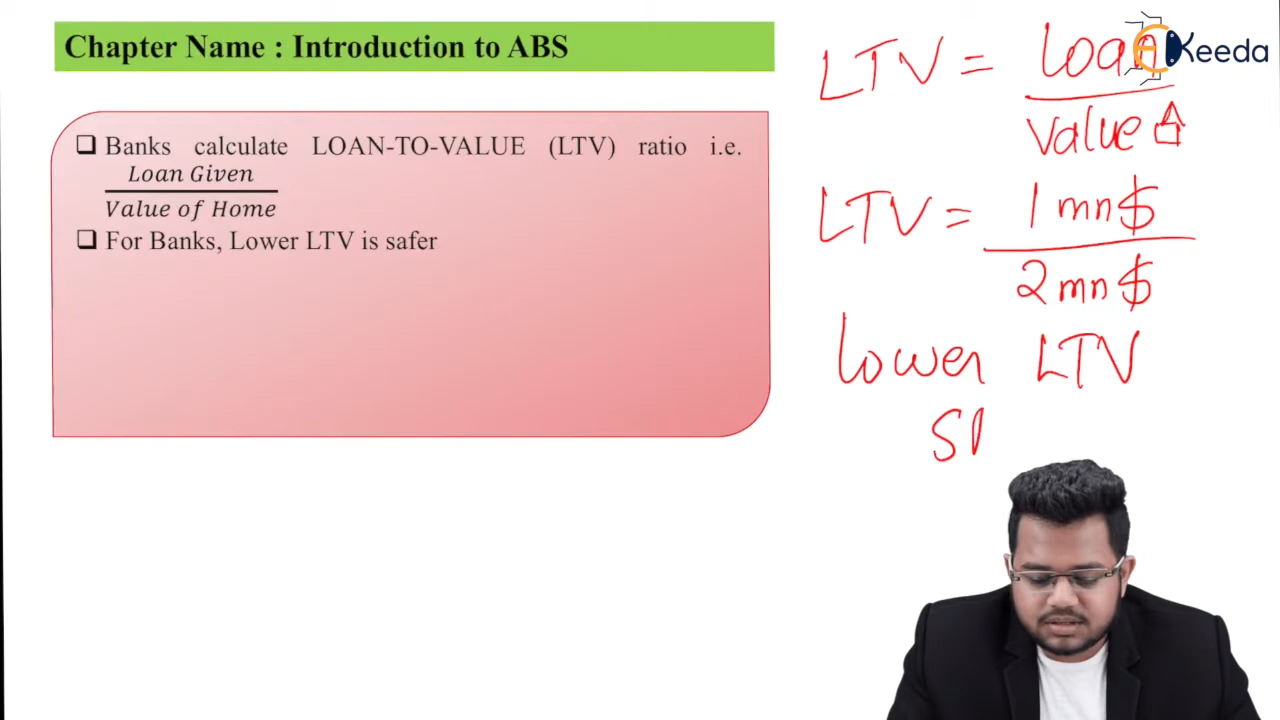 Chapter Name : Introduction to ABS
❑ Banks calculate LOAN-TO-VALUE (LTV) ratio i.e.
Loan Given
Value of Home
❑ For Banks, Lower LTV is safer
LTV = loan
value
LTV = 1 mn $
2 mn $
lower LTV
Keeda